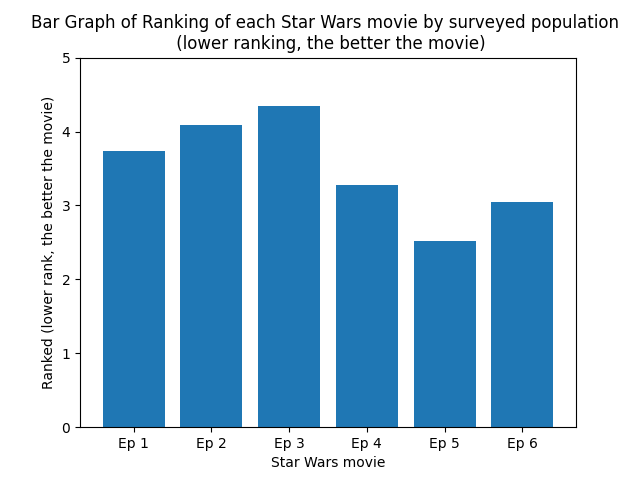 Bar Graph of Ranking of each Star Wars movie by surveyed population
(lower ranking, the better the movie)
Ranked (lower rank, the better the movie)
5
4
3
2
1
0
Ep 1 Ep 2 Ep 3 Ep 4 Ep 5 Ep 6
Star Wars movie